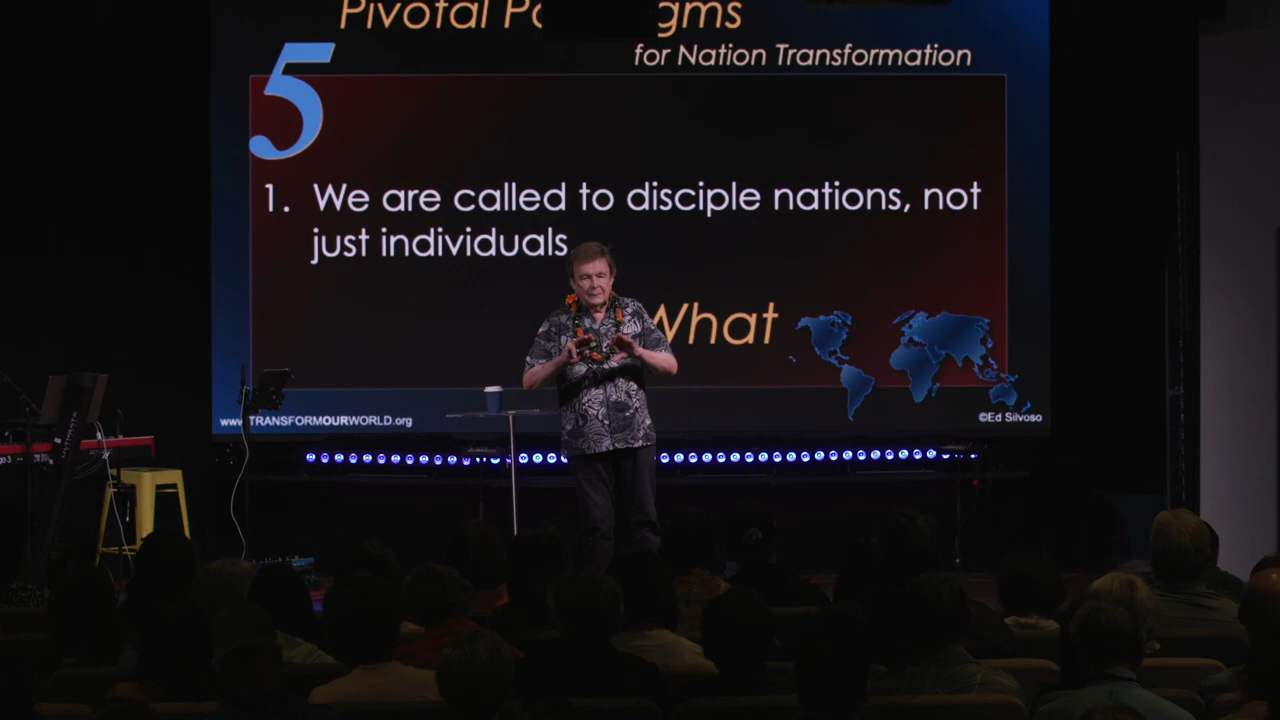 Pivotal
for Nation Transformation
5
1. We are called to disciple nations, not
just individuals
What
www.TRANSFORMOURWORLD.org
©Ed Silvoso